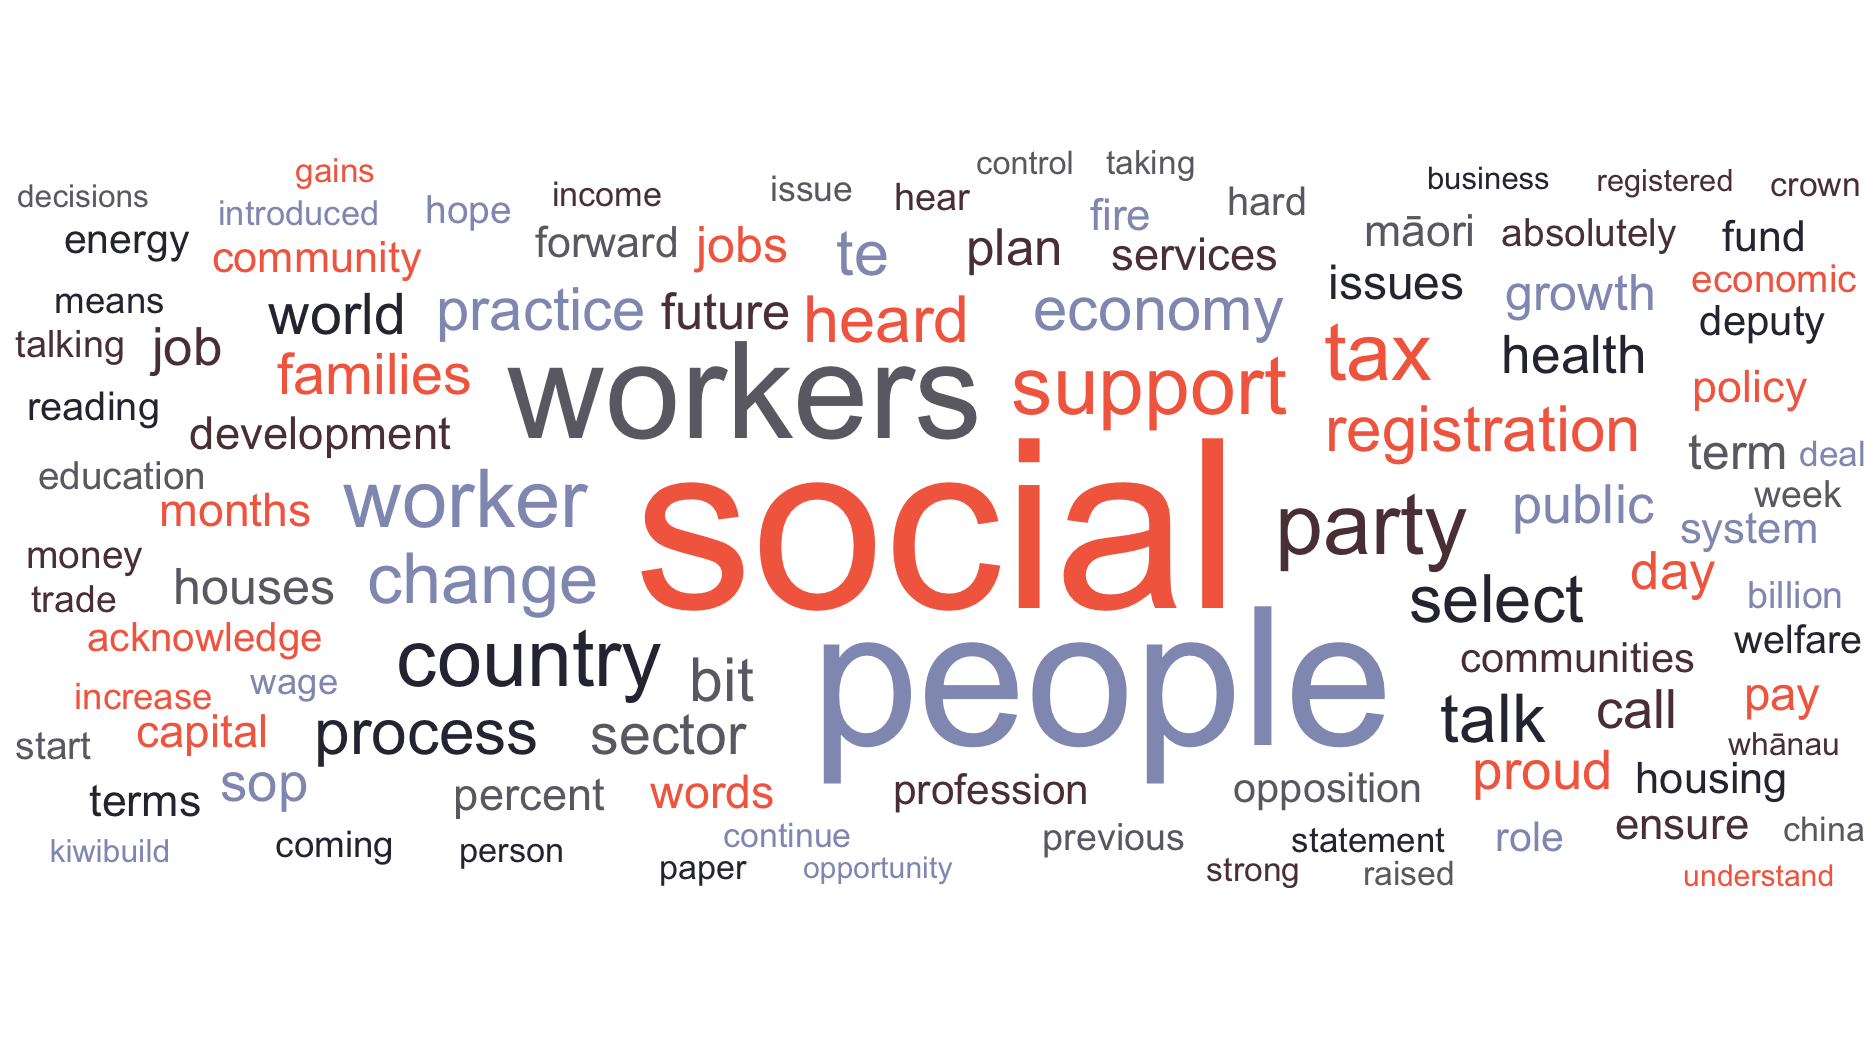 control taking
gains
decisions
introduced
hope
income
issue
hear
fire
hard
business
registered
crown
energy
community
forward
jobs
te
plan
services
māori
absolutely
fund
means
world
practice
future
heard
economy
issues
growth
economic
deputy
talking
job
families
workers
support
tax
health
policy
reading
development
registration
term
deal
education
months
worker
social
party
public
week
system
money
trade
houses
change
select
day
billion
acknowledge
country
bit
people
communities
welfare
increase
wage
capital
process
sector
talk
call
pay
start
whānau
terms
sop
percent
words
profession
opposition
proud
housing
kiwibuild
coming
person
continue
previous
statement
role
ensure
china
paper
opportunity
strong
raised
understand